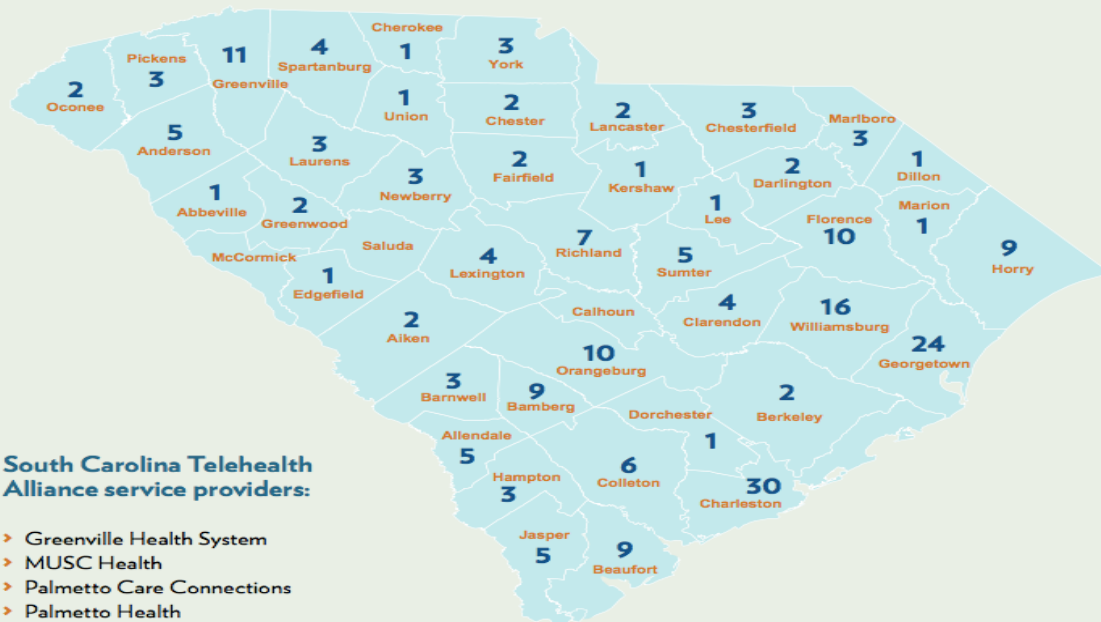 Cherokee
1
3
York
4
Spartanburg
11
Greenville
Pickens
3
2
Oconee
1
Union
2
Chester
2
Lancaster
3
Chesterfield
Marlboro
3
5
Anderson
3
Laurens
3
Newberry
2
Fairfield
1
Kershaw
2
Darlington
1
Dillon
1
Abbeville
2
Greenwood
1
Lee
Florence
10
Marion
1
McCormick
Saluda
4
Lexington
7
Richland
5
Sumter
9
Horry
1
Edgefield
2
Aiken
Calhoun
4
Clarendon
16
Williamsburg
24
Georgetown
10
Orangeburg
3
Barnwell
9
Bamberg
Dorchester
1
2
Berkeley
Allendale
5
Hampton
3
6
Colleton
30
Charleston
Jasper
5
9
Beaufort
South Carolina Telehealth
Alliance service providers:
> Greenville Health System
> MUSC Health
> Palmetto Care Connections
> Palmetto Health